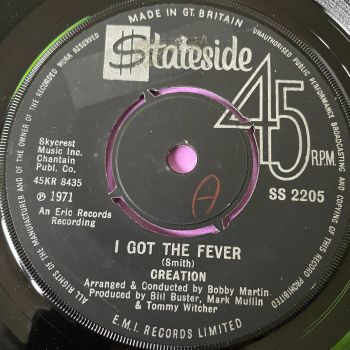 MADE IN GT. BRITAIN
$tateside
45
R.P.M.
Skycrest
Music Inc.
Chantain
Publ. Co.
45KR 8435
℗ 1971
An Eric Records
Recording
A
SS 2205
I GOT THE FEVER
(Smith)
CREATION
Arranged & Conducted by Bobby Martin
Produced by Bill Buster, Mark Mullin
& Tommy Witcher
E.M.I. RECORDS LIMITED
ALL RIGHTS OF THE MANUFACTURER AND OF THE OWNER OF THE RECORDED WORK RESERVED
UNAUTHORISED PUBLIC PERFORMANCE BROADCASTING AND COPYING OF THIS RECORD PROHIBITED